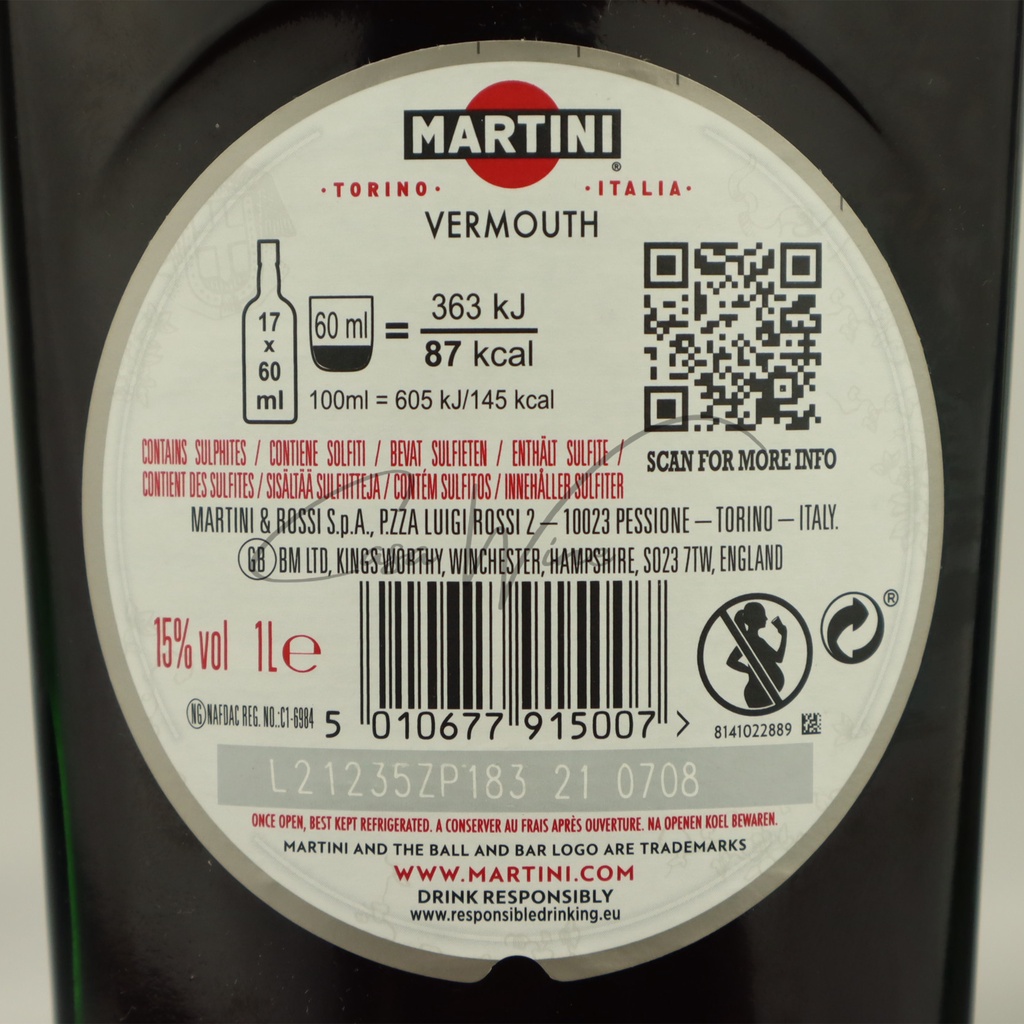 MARTINI®
·TORINO· ·ITALIA·
VERMOUTH
17 x 60 ml
60 ml = 363 kJ
87 kcal
100ml = 605 kJ/145 kcal
SCAN FOR MORE INFO
CONTAINS SULPHITES / CONTIENE SOLFITI / BEVAT SULFIETEN / ENTHÄLT SULFITE /
CONTIENT DES SULFITES / SISÄLTÄÄ SULFIITTEJA / CONTÉM SULFITOS / INNEHÅLLER SULFITER
MARTINI & ROSSI S.p.A., P.ZZA LUIGI ROSSI 2 – 10023 PESSIONE – TORINO – ITALY.
GB BM LTD, KINGS WORTHY, WINCHESTER, HAMPSHIRE, SO23 7TW, ENGLAND
15% vol 1L e
®
NG NAFDAC REG. NO.:C1-6984
5 010677 915007 >
8141022889
L21235ZP183 21 0708
ONCE OPEN, BEST KEPT REFRIGERATED. A CONSERVER AU FRAIS APRÈS OUVERTURE. NA OPENEN KOEL BEWAREN.
MARTINI AND THE BALL AND BAR LOGO ARE TRADEMARKS
WWW.MARTINI.COM
DRINK RESPONSIBLY
www.responsibledrinking.eu